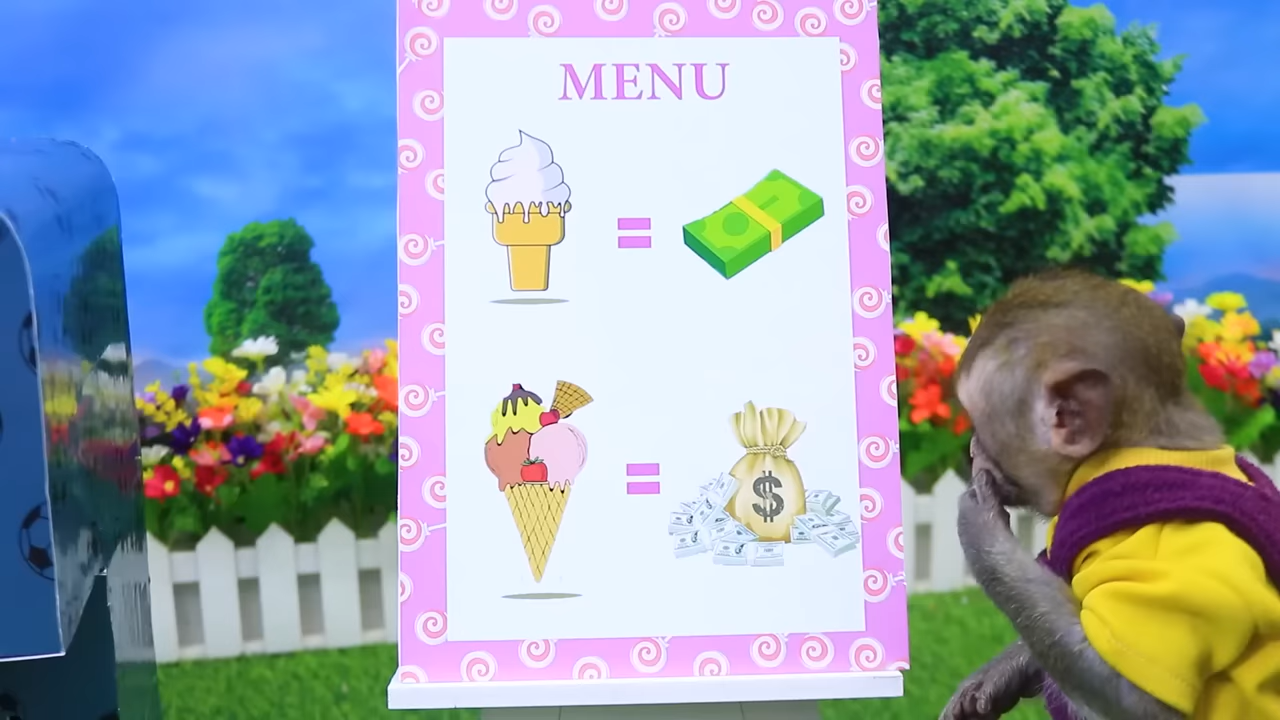 MENU
=
=
$